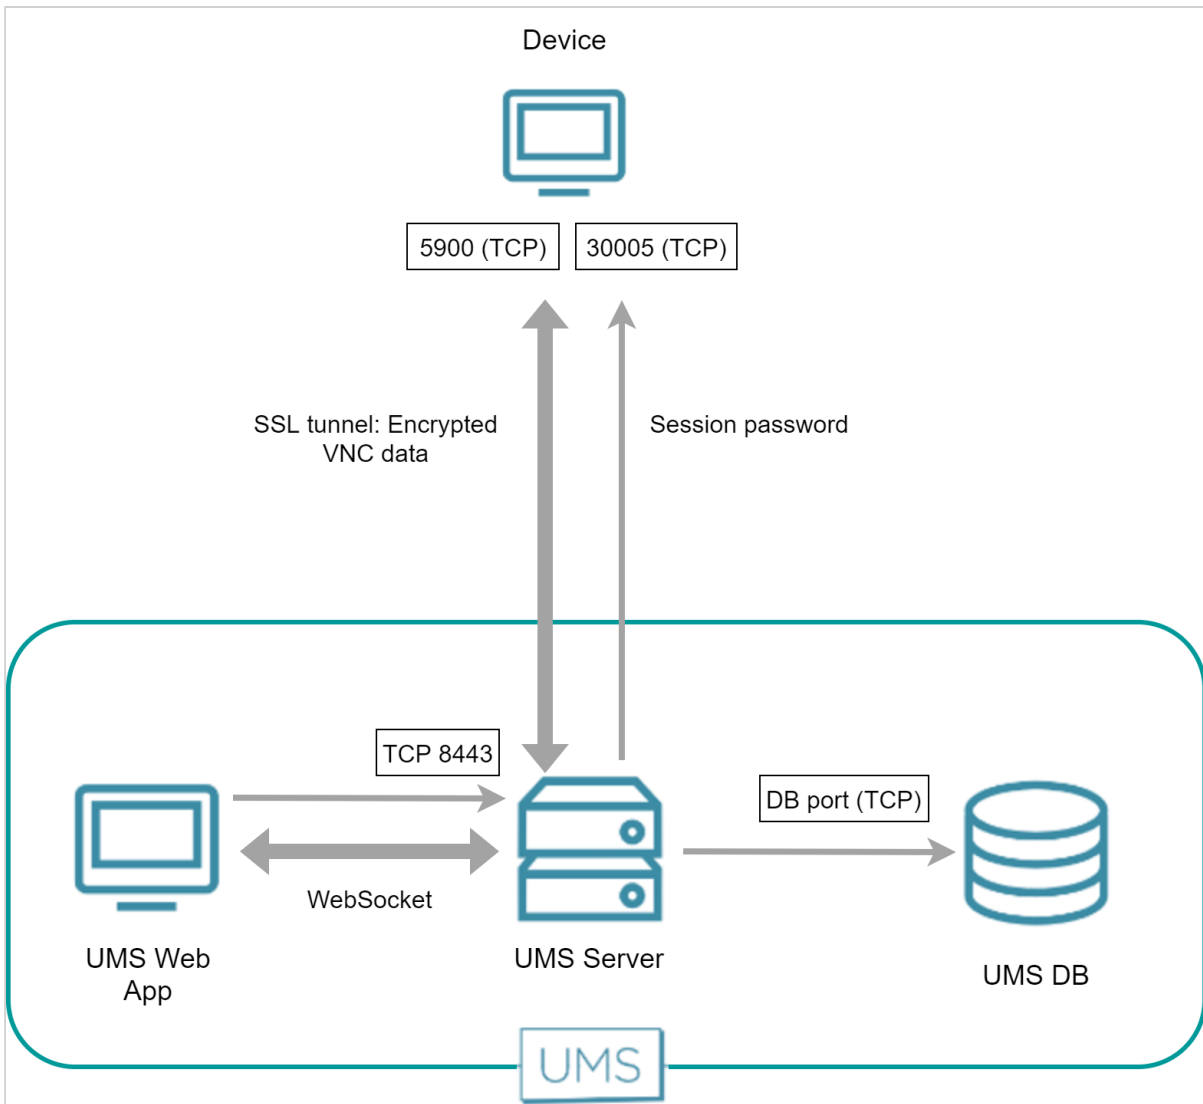 Device
5900 (TCP)
30005 (TCP)
SSL tunnel: Encrypted
VNC data
Session password
TCP 8443
DB port (TCP)
WebSocket
UMS Web
App
UMS Server
UMS DB
UMS